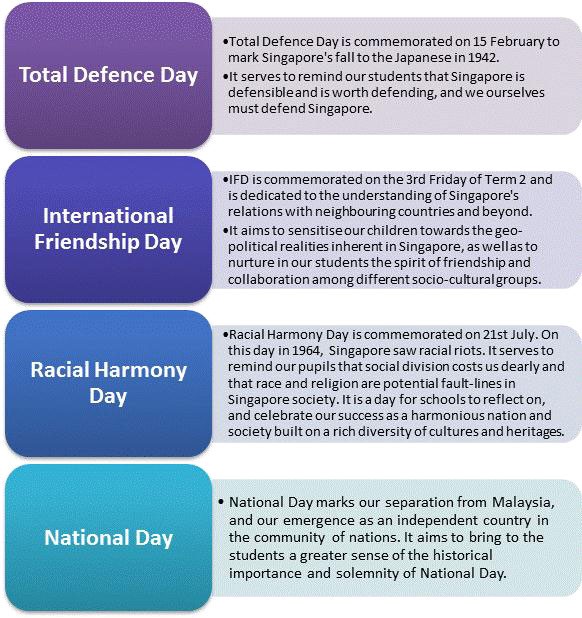 Total Defence Day
•Total Defence Day is commemorated on 15 February to
mark Singapore's fall to the Japanese in 1942.
•It serves to remind our students that Singapore is
defensible and is worth defending, and we ourselves
must defend Singapore.
International
Friendship Day
•IFD is commemorated on the 3rd Friday of Term 2 and
is dedicated to the understanding of Singapore's
relations with neighbouring countries and beyond.
•It aims to sensitise our children towards the geo-
political realities inherent in Singapore, as well as to
nurture in our students the spirit of friendship and
collaboration among different socio-cultural groups.
Racial Harmony
Day
•Racial Harmony Day is commemorated on 21st July. On
this day in 1964, Singapore saw racial riots. It serves to
remind our pupils that social division costs us dearly and
that race and religion are potential fault-lines in
Singapore society. It is a day for schools to reflect on,
and celebrate our success as a harmonious nation and
society built on a rich diversity of cultures and heritages.
National Day
• National Day marks our separation from Malaysia,
and our emergence as an independent country in
the community of nations. It aims to bring to the
students a greater sense of the historical
importance and solemnity of National Day.